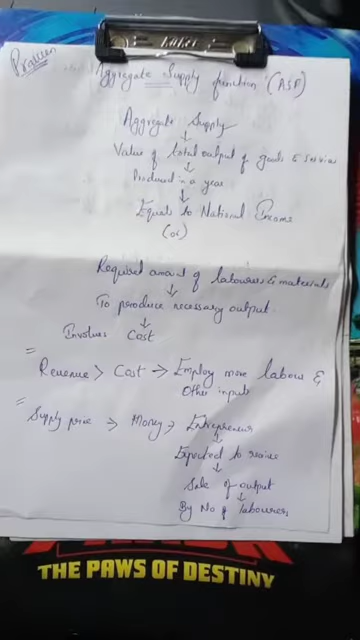 Aggregate Supply function (ASF)
Aggregate Supply
↓
Value of total output of goods & services
↓
Produced in a year
↓
Equals to National Income
(or)
Required amount of labourers & materials
↓
To produce necessary output.
↓
Involves Cost
=
Revenue > Cost → Employ more labour &
Other inputs
=
Supply price → Money → Entrepreneurs
↓
Expected to receive
↓
Sale of output
↓
By No of labourers
THE PAWS OF DESTINY